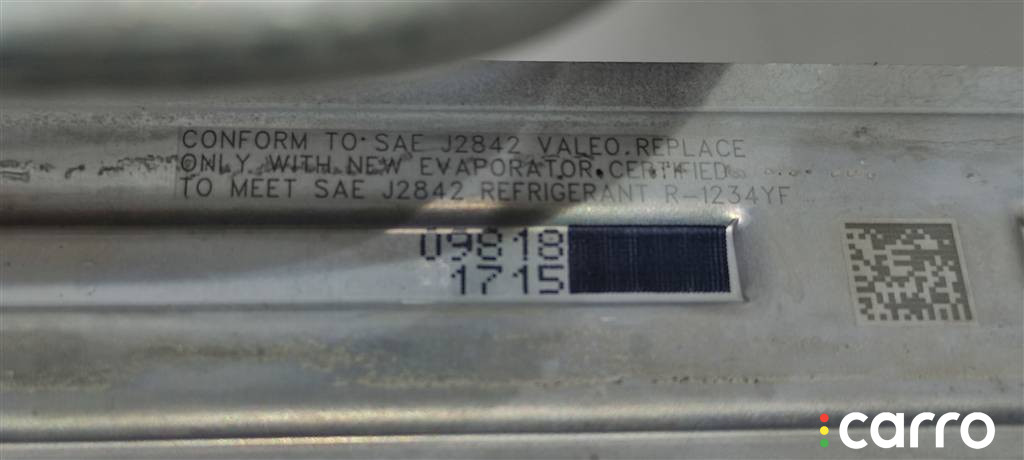 CONFORM TO SAE J2842 VALEO.REPLACE
ONLY WITH NEW EVAPORATOR CERTIFIED
TO MEET SAE J2842 REFRIGERANT R-1234YF
09818
1715
carro